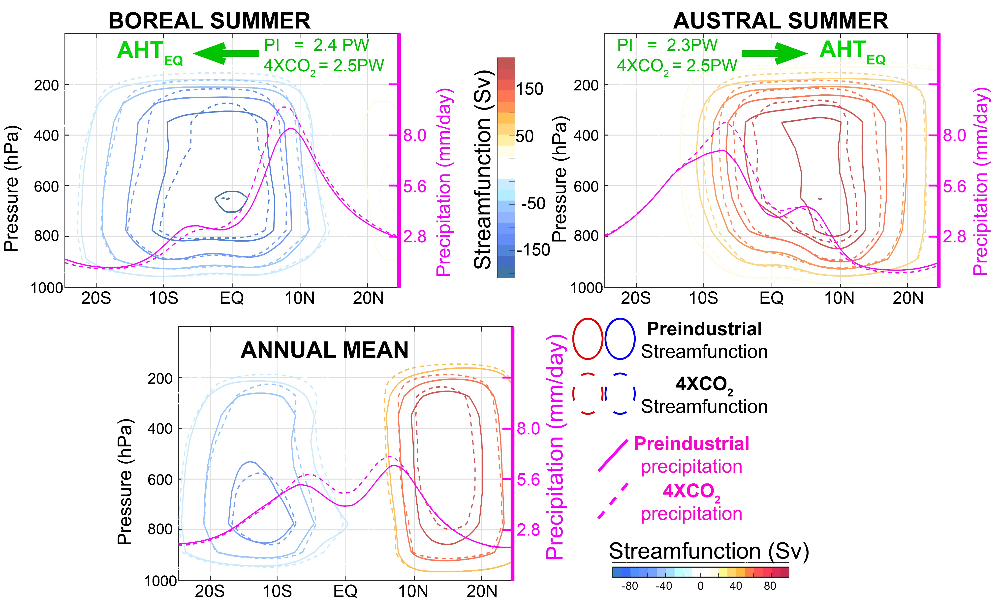 BOREAL SUMMER
AHT_EQ
PI = 2.4 PW
4XCO₂ = 2.5PW
Pressure (hPa)
200
400
600
800
1000
20S
10S
EQ
10N
20N
8.0
5.6
2.8
Precipitation (mm/day)
Streamfunction (Sv)
150
50
-50
-150
AUSTRAL SUMMER
PI = 2.3PW
4XCO₂ = 2.5PW
AHT_EQ
Pressure (hPa)
200
400
600
800
1000
20S
10S
EQ
10N
20N
8.0
5.6
2.8
Precipitation (mm/day)
ANNUAL MEAN
Pressure (hPa)
200
400
600
800
1000
20S
10S
EQ
10N
20N
8.0
5.6
2.8
Precipitation (mm/day)
Preindustrial
Streamfunction
4XCO₂
Streamfunction
Preindustrial
precipitation
4XCO₂
precipitation
Streamfunction (Sv)
-80
-40
0
40
80